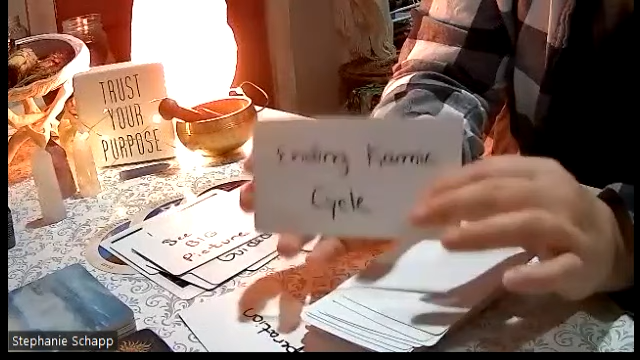 TRUST
YOUR
PURPOSE
Ending Karmic
Cycle
See
BIG
Picture
Stephanie Schapp